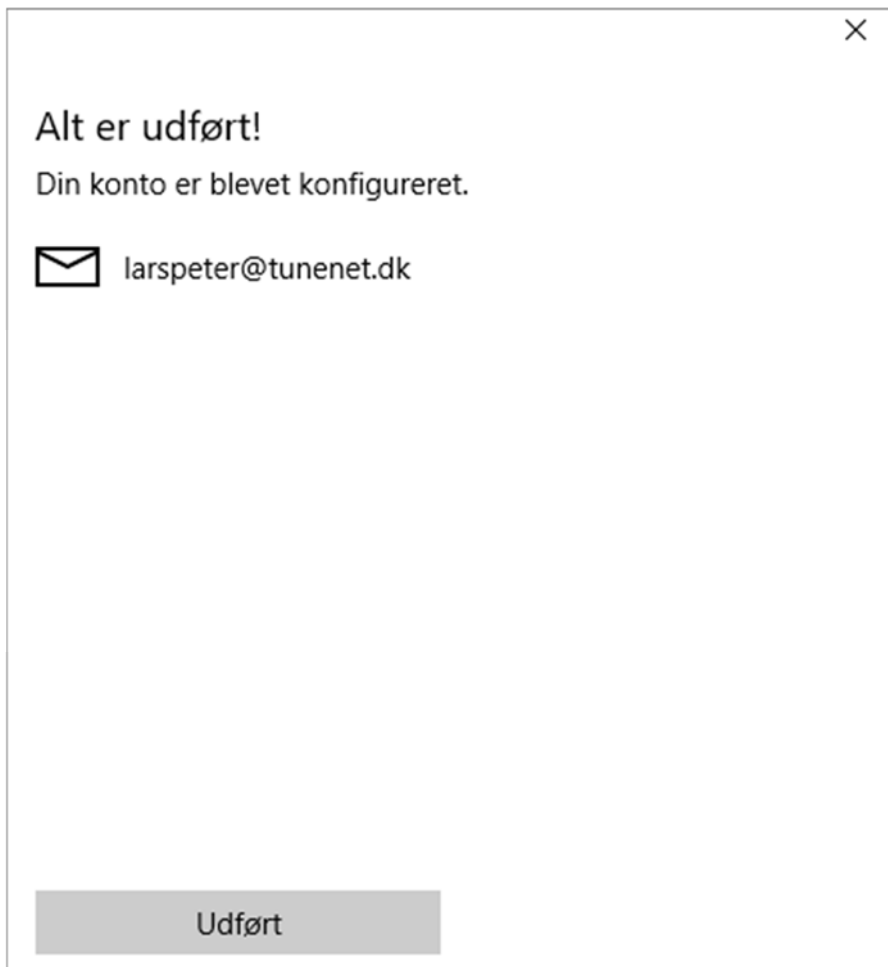 Alt er udført!
Din konto er blevet konfigureret.
larspeter@tunenet.dk
Udført